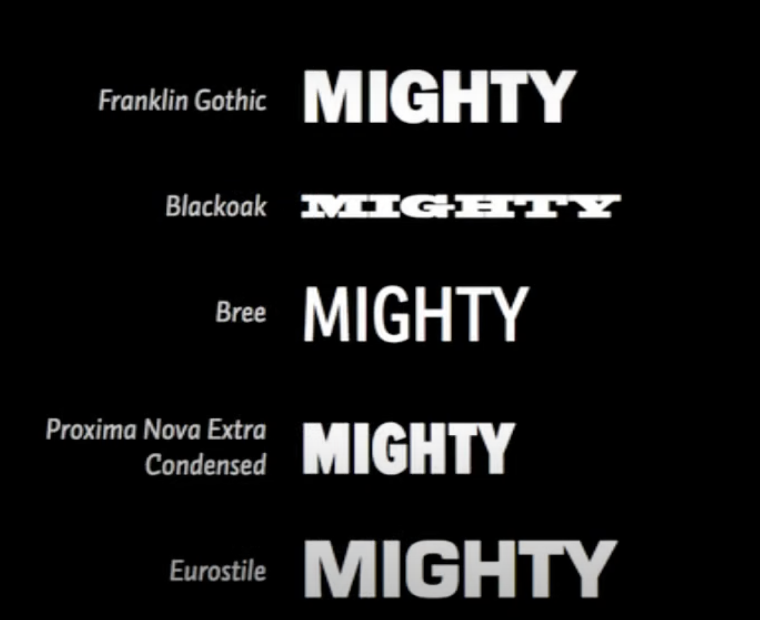 Franklin Gothic MIGHTY
Blackoak MIGHTY
Bree MIGHTY
Proxima Nova Extra
Condensed MIGHTY
Eurostile MIGHTY